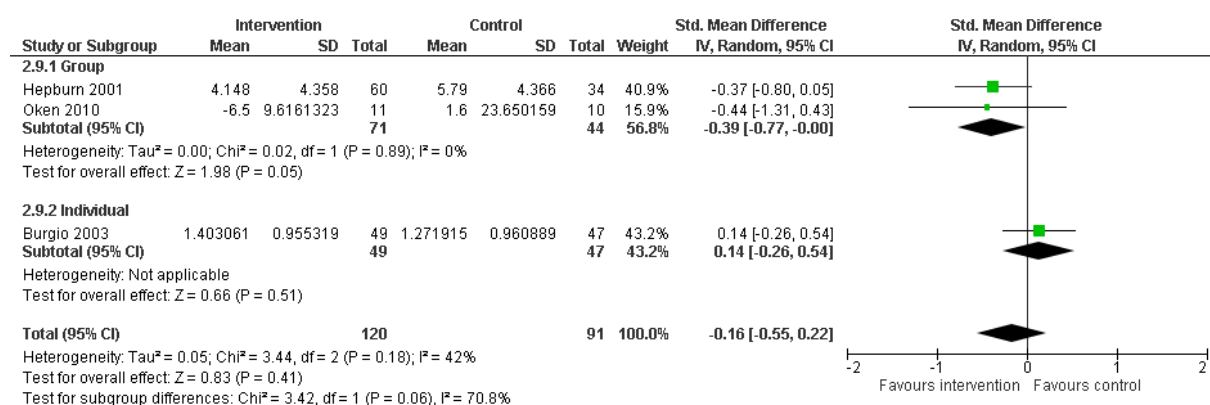 Intervention Control Std. Mean Difference Std. Mean Difference
Study or Subgroup Mean SD Total Mean SD Total Weight IV, Random, 95% CI IV, Random, 95% CI
2.9.1 Group
Hepburn 2001 4.148 4.358 60 5.79 4.366 34 40.9% -0.37 [-0.80, 0.05]
Oken 2010 -6.5 9.6161323 11 1.6 23.650159 10 15.9% -0.44 [-1.31, 0.43]
Subtotal (95% CI) 71 44 56.8% -0.39 [-0.77, -0.00]
Heterogeneity: Tau² = 0.00; Chi² = 0.02, df = 1 (P = 0.89); I² = 0%
Test for overall effect: Z = 1.98 (P = 0.05)
2.9.2 Individual
Burgio 2003 1.403061 0.955319 49 1.271915 0.960889 47 43.2% 0.14 [-0.26, 0.54]
Subtotal (95% CI) 49 47 43.2% 0.14 [-0.26, 0.54]
Heterogeneity: Not applicable
Test for overall effect: Z = 0.66 (P = 0.51)
Total (95% CI) 120 91 100.0% -0.16 [-0.55, 0.22]
Heterogeneity: Tau² = 0.05; Chi² = 3.44, df = 2 (P = 0.18); I² = 42%
Test for overall effect: Z = 0.83 (P = 0.41)
Test for subgroup differences: Chi² = 3.42, df = 1 (P = 0.06), I² = 70.8%
-2 -1 0 1 2
Favours intervention Favours control